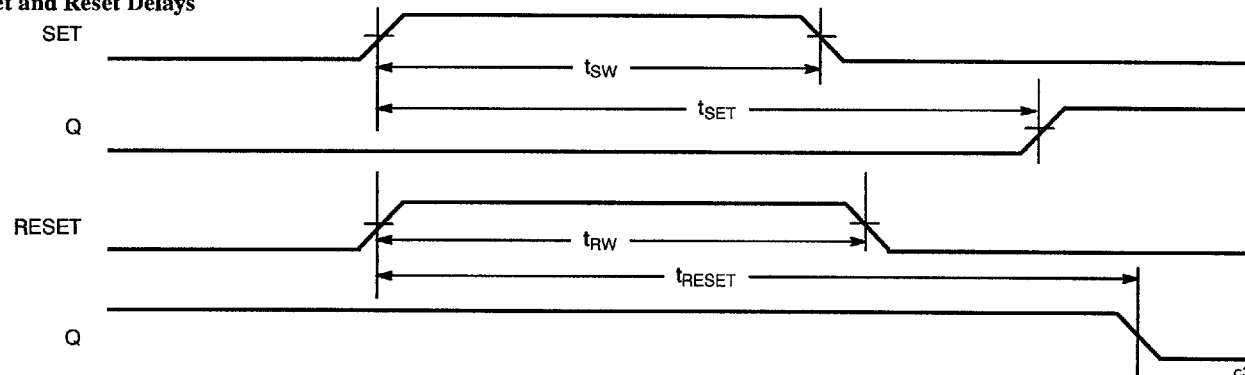 et and Reset Delays
SET
tSW
tSET
Q
RESET
tRW
tRESET
Q